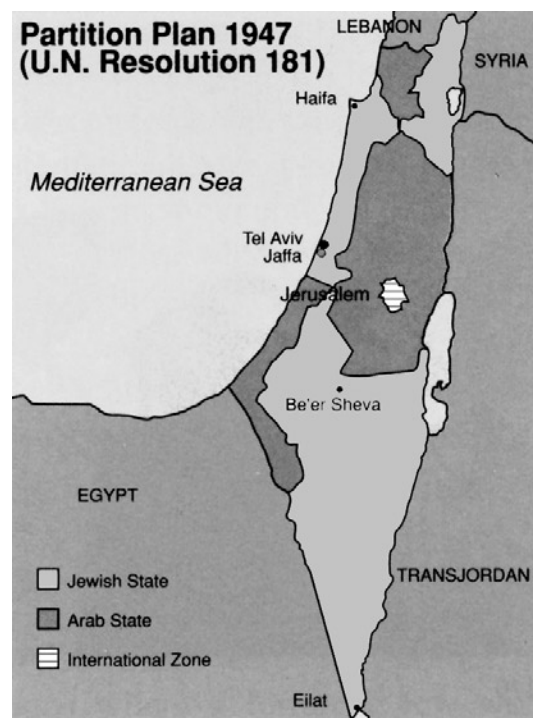 Partition Plan 1947
(U.N. Resolution 181)
LEBANON
SYRIA
Haifa
Mediterranean Sea
Tel Aviv
Jaffa
Jerusalem
Be'er Sheva
EGYPT
TRANSJORDAN
Jewish State
Arab State
International Zone
Eilat